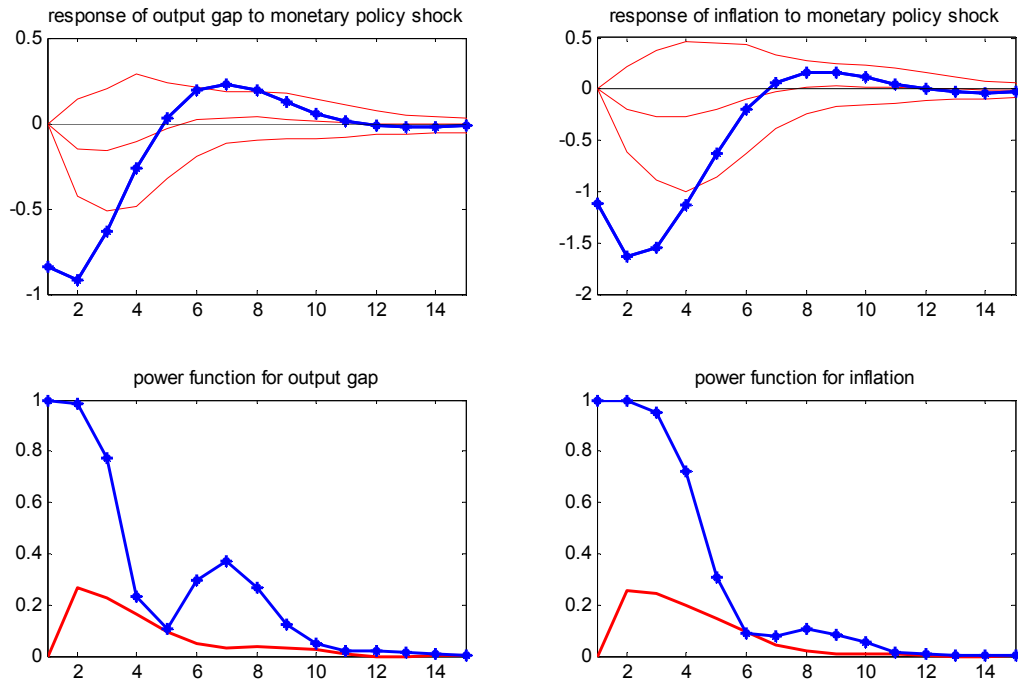 response of output gap to monetary policy shock
0.5
0
-0.5
-1
2 4 6 8 10 12 14
response of inflation to monetary policy shock
0.5
0
-0.5
-1
-1.5
-2
2 4 6 8 10 12 14
power function for output gap
1
0.8
0.6
0.4
0.2
0
2 4 6 8 10 12 14
power function for inflation
1
0.8
0.6
0.4
0.2
0
2 4 6 8 10 12 14